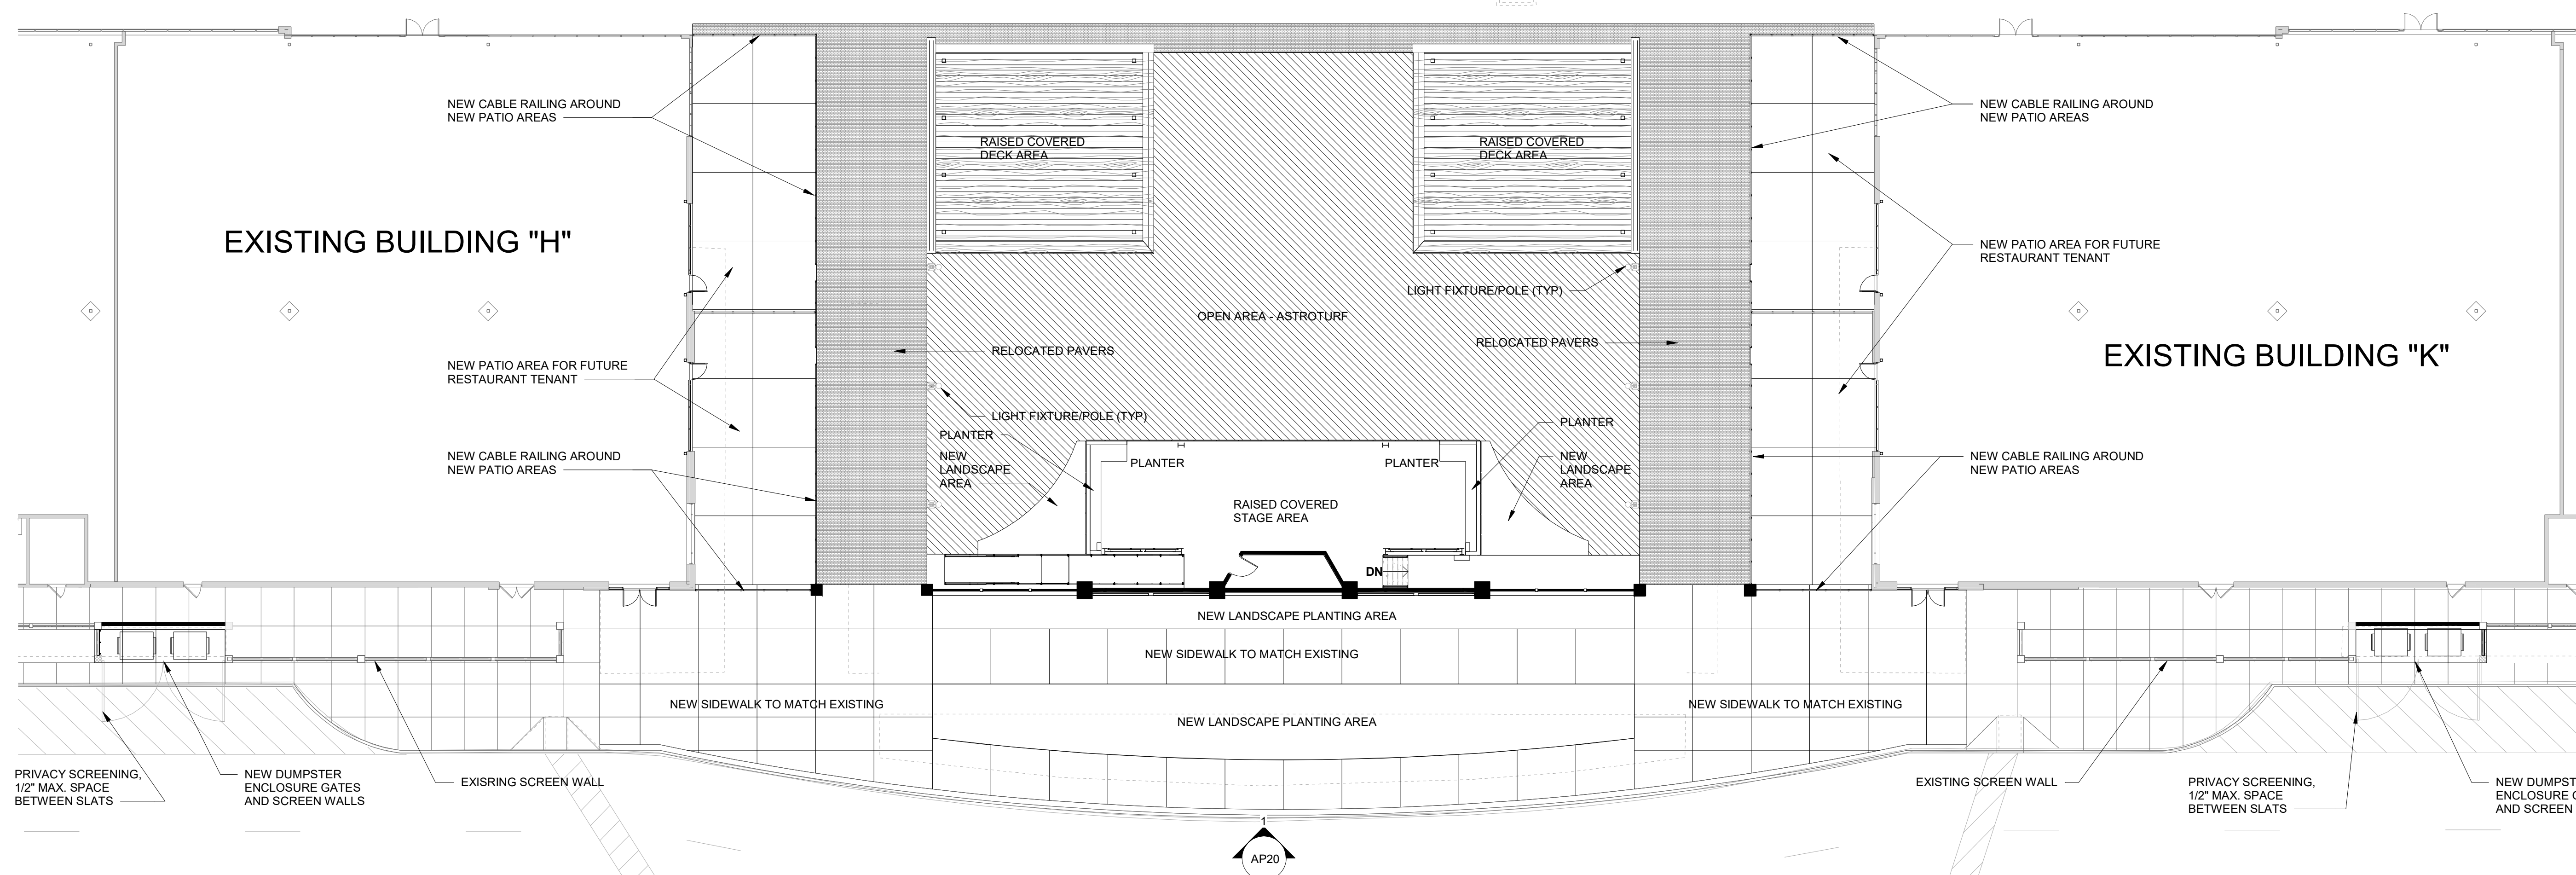 NEW CABLE RAILING AROUND
NEW PATIO AREAS
EXISTING BUILDING "H"
NEW PATIO AREA FOR FUTURE
RESTAURANT TENANT
NEW CABLE RAILING AROUND
NEW PATIO AREAS
RAISED COVERED
DECK AREA
RAISED COVERED
DECK AREA
LIGHT FIXTURE/POLE (TYP)
OPEN AREA - ASTROTURF
RELOCATED PAVERS
RELOCATED PAVERS
LIGHT FIXTURE/POLE (TYP)
PLANTER
NEW
LANDSCAPE
AREA
PLANTER
PLANTER
PLANTER
NEW
LANDSCAPE
AREA
RAISED COVERED
STAGE AREA
DN
NEW CABLE RAILING AROUND
NEW PATIO AREAS
NEW PATIO AREA FOR FUTURE
RESTAURANT TENANT
EXISTING BUILDING "K"
NEW CABLE RAILING AROUND
NEW PATIO AREAS
NEW LANDSCAPE PLANTING AREA
NEW SIDEWALK TO MATCH EXISTING
NEW SIDEWALK TO MATCH EXISTING
NEW SIDEWALK TO MATCH EXISTING
NEW LANDSCAPE PLANTING AREA
PRIVACY SCREENING,
1/2" MAX. SPACE
BETWEEN SLATS
NEW DUMPSTER
ENCLOSURE GATES
AND SCREEN WALLS
EXISRING SCREEN WALL
EXISTING SCREEN WALL
PRIVACY SCREENING,
1/2" MAX. SPACE
BETWEEN SLATS
NEW DUMPST
ENCLOSURE
AND SCREEN
1
AP20